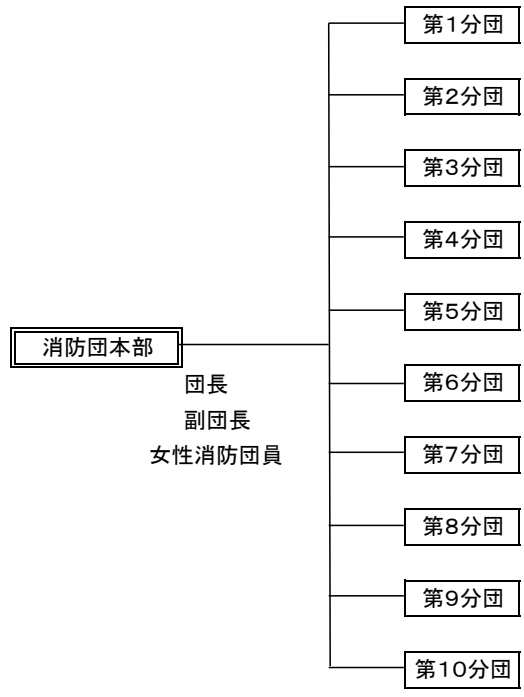 第1分団
第2分団
第3分団
第4分団
第5分団
消防団本部
団長
副団長
女性消防団員
第6分団
第7分団
第8分団
第9分団
第10分団